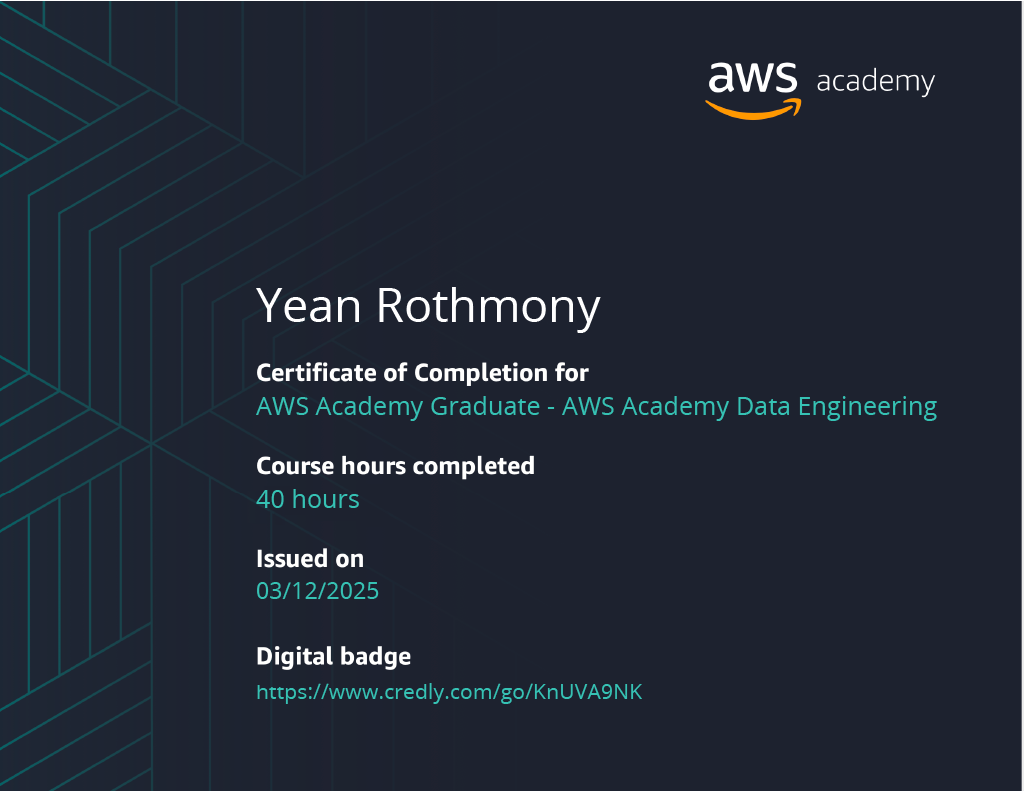 aws academy
Yean Rothmony
Certificate of Completion for
AWS Academy Graduate - AWS Academy Data Engineering
Course hours completed
40 hours
Issued on
03/12/2025
Digital badge
https://www.credly.com/go/KnUVA9NK